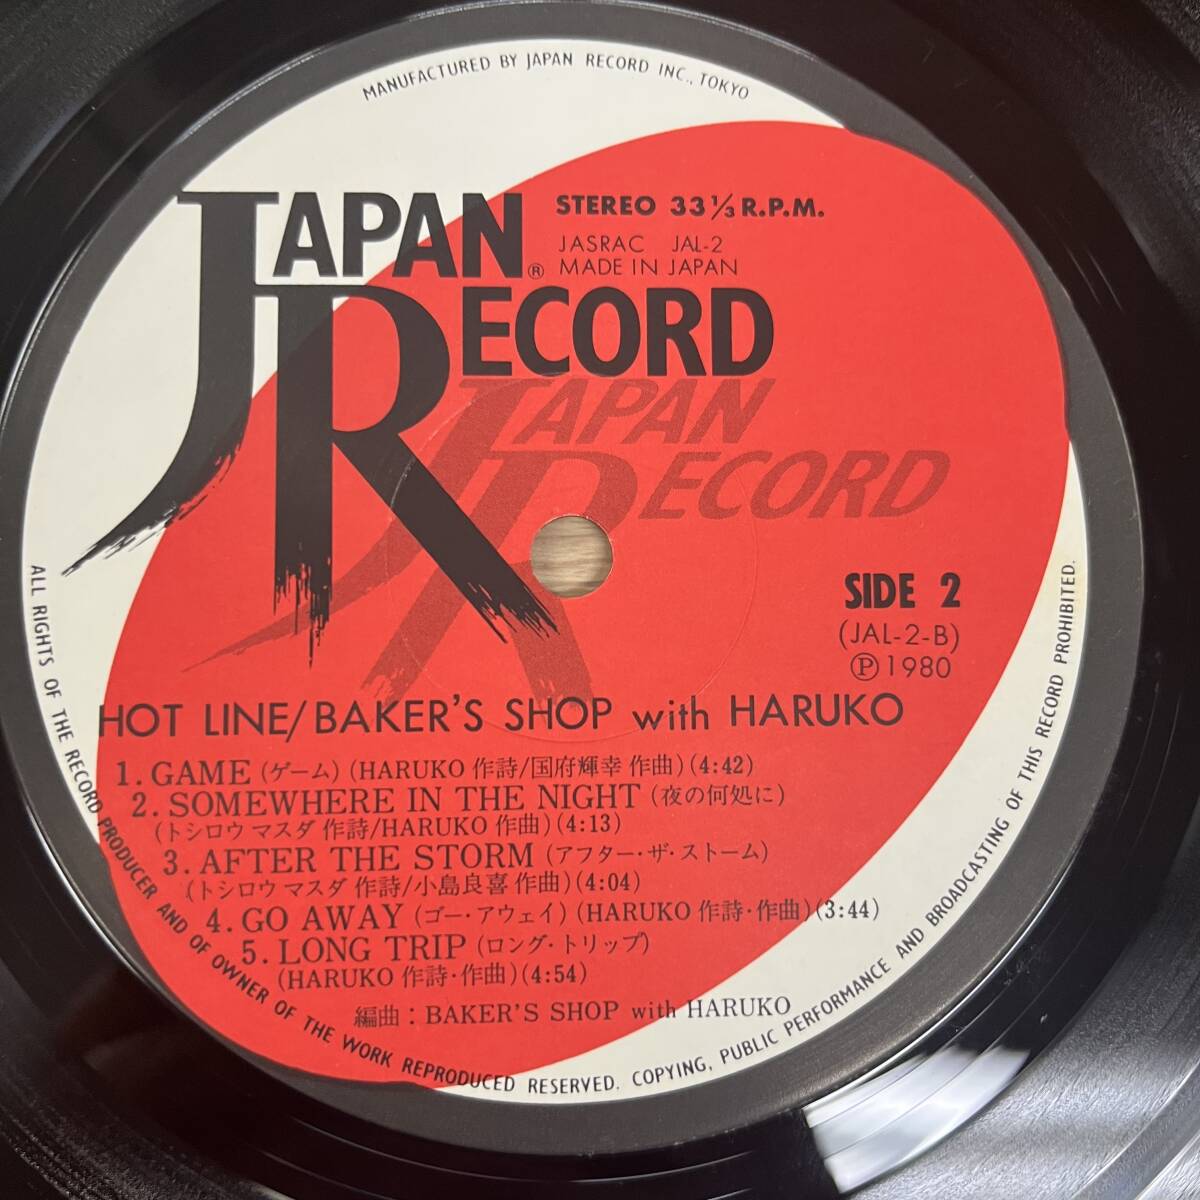 MANUFACTURED BY JAPAN RECORD INC., TOKYO
JAPAN®
RECORD
STEREO 33 1/3 R.P.M.
JASRAC JAL-2
MADE IN JAPAN
JAPAN
RECORD
SIDE 2
(JAL-2-B)
Ⓟ1980
HOT LINE/BAKER'S SHOP with HARUKO
1. GAME (ゲーム) (HARUKO 作詩/国府輝幸 作曲)(4:42)
2. SOMEWHERE IN THE NIGHT (夜の何処に)
(トシロウ マスダ 作詩/HARUKO 作曲)(4:13)
3. AFTER THE STORM (アフター・ザ・ストーム)
(トシロウ マスダ 作詩/小島良喜 作曲)(4:04)
4. GO AWAY (ゴー・アウェイ) (HARUKO 作詩・作曲)(3:44)
5. LONG TRIP (ロング・トリップ)
(HARUKO 作詩・作曲)(4:54)
編曲：BAKER'S SHOP with HARUKO
ALL RIGHTS OF THE RECORD PRODUCER AND OF OWNER OF THE WORK REPRODUCED RESERVED. COPYING, PUBLIC PERFORMANCE AND BROADCASTING OF THIS RECORD PROHIBITED.